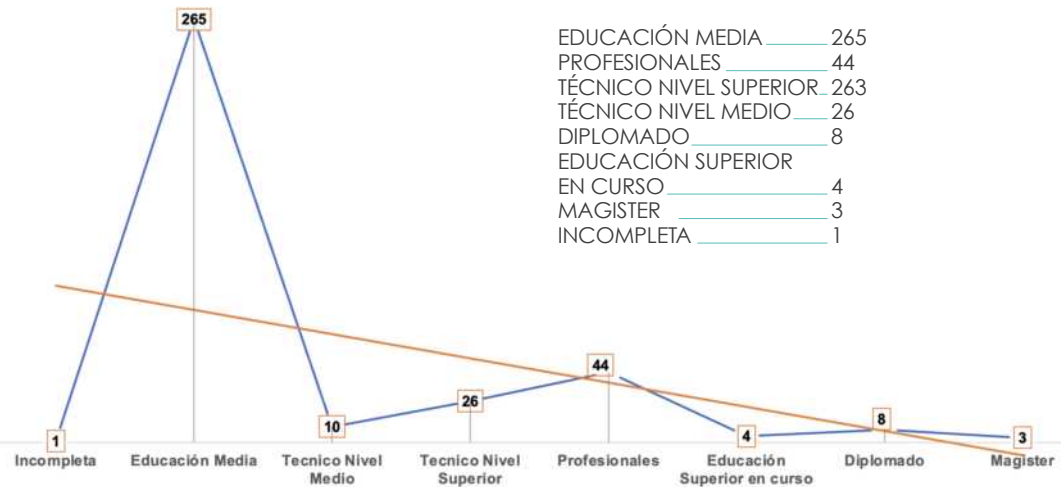 265
EDUCACIÓN MEDIA 265
PROFESIONALES 44
TÉCNICO NIVEL SUPERIOR 263
TÉCNICO NIVEL MEDIO 26
DIPLOMADO 8
EDUCACIÓN SUPERIOR
EN CURSO 4
MAGISTER 3
INCOMPLETA 1
1
10
26
44
4
8
3
Incompleta
Educación Media
Tecnico Nivel
Medio
Tecnico Nivel
Superior
Profesionales
Educación
Superior en curso
Diplomado
Magister